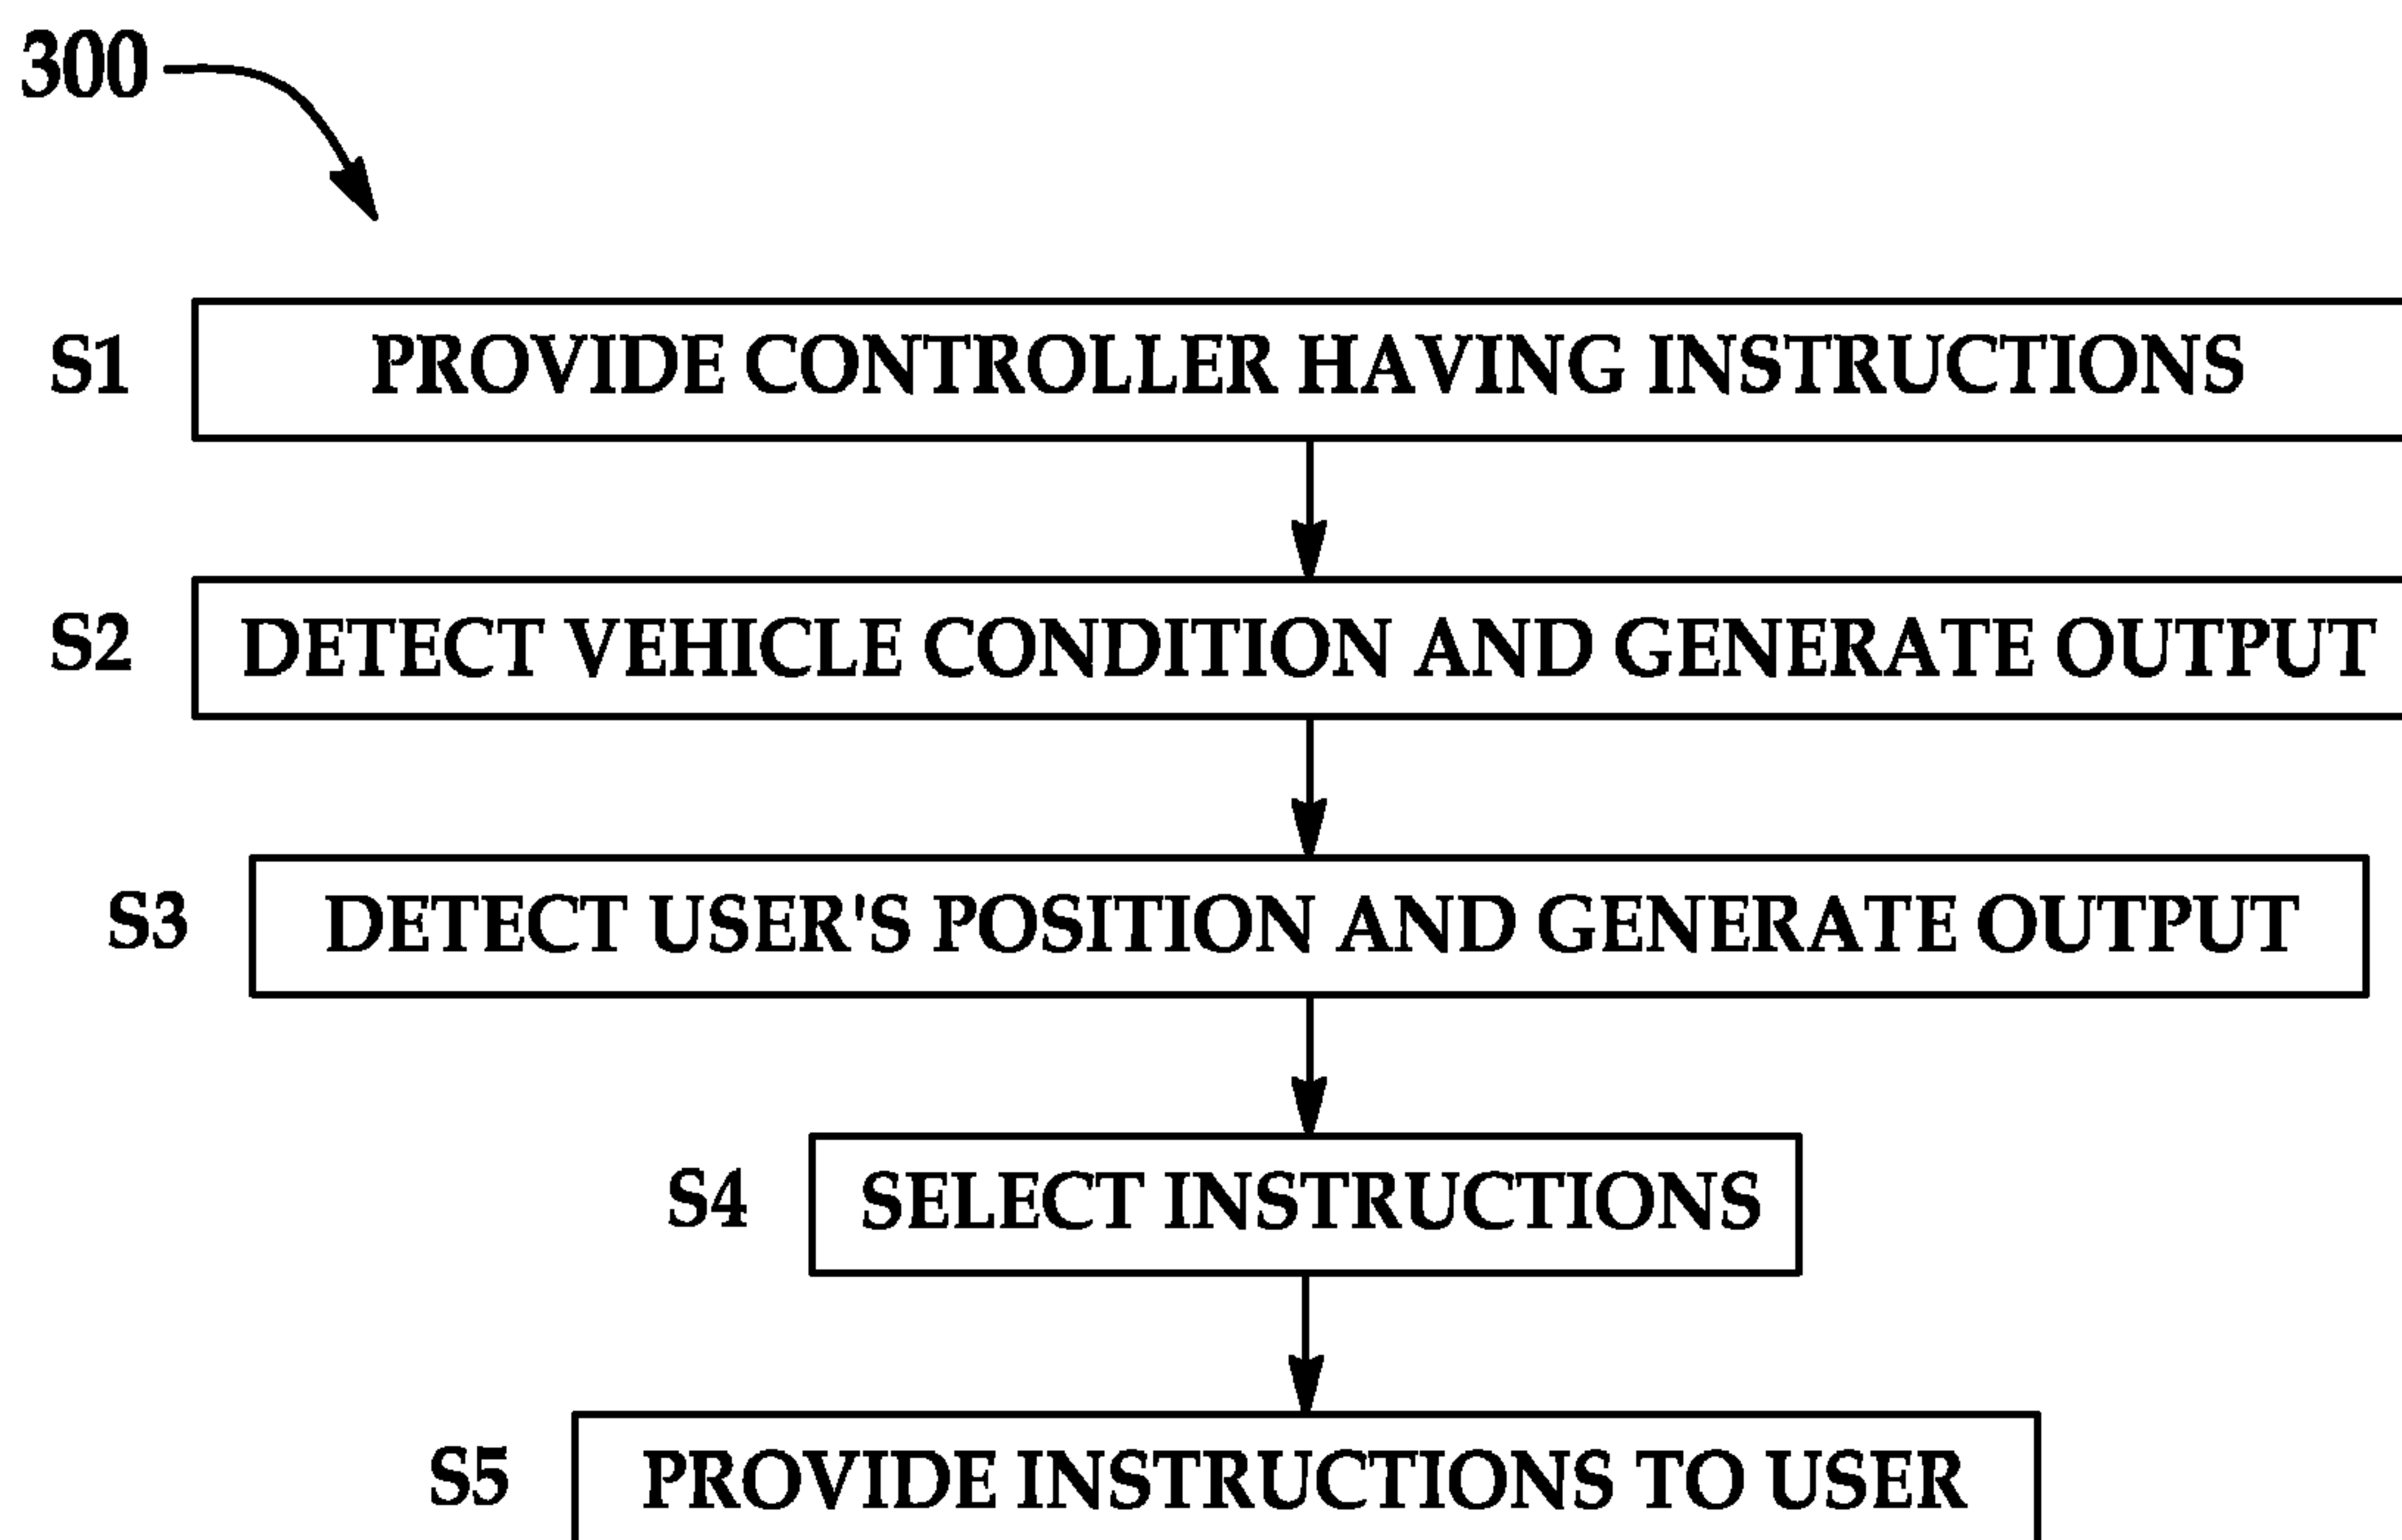 300
S1 PROVIDE CONTROLLER HAVING INSTRUCTIONS
S2 DETECT VEHICLE CONDITION AND GENERATE OUTPUT
S3 DETECT USER'S POSITION AND GENERATE OUTPUT
S4 SELECT INSTRUCTIONS
S5 PROVIDE INSTRUCTIONS TO USER